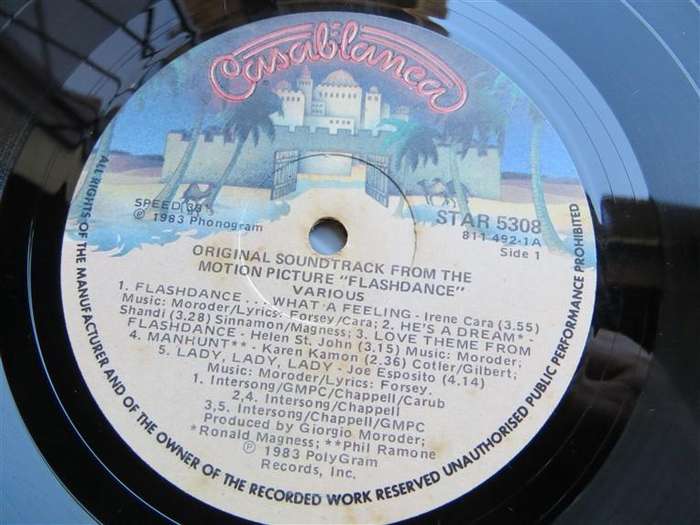 Casablanca
SPEED 33⅓
℗ 1983 Phonogram
STAR 5308
811 492-1A
Side 1
ORIGINAL SOUNDTRACK FROM THE
MOTION PICTURE "FLASHDANCE"
VARIOUS
1. FLASHDANCE ... WHAT A FEELING - Irene Cara (3.55)
Music: Moroder/Lyrics: Forsey/Cara; 2. HE'S A DREAM* -
Shandi (3.28) Sinnamon/Magness; 3. LOVE THEME FROM
FLASHDANCE - Helen St. John (3,15) Music: Moroder;
4. MANHUNT** - Karen Kamon (2.36) Cotler/Gilbert;
5. LADY, LADY, LADY - Joe Esposito (4.14)
Music: Moroder/Lyrics: Forsey.
1. Intersong/GMPC/Chappell/Carub
2,4. Intersong/Chappell
3,5. Intersong/Chappell/GMPC
Produced by Giorgio Moroder;
*Ronald Magness; **Phil Ramone
℗ 1983 PolyGram
Records, Inc.
ALL RIGHTS OF THE MANUFACTURER AND OF THE OWNER OF THE RECORDED WORK RESERVED UNAUTHORISED PUBLIC PERFORMANCE PROHIBITED